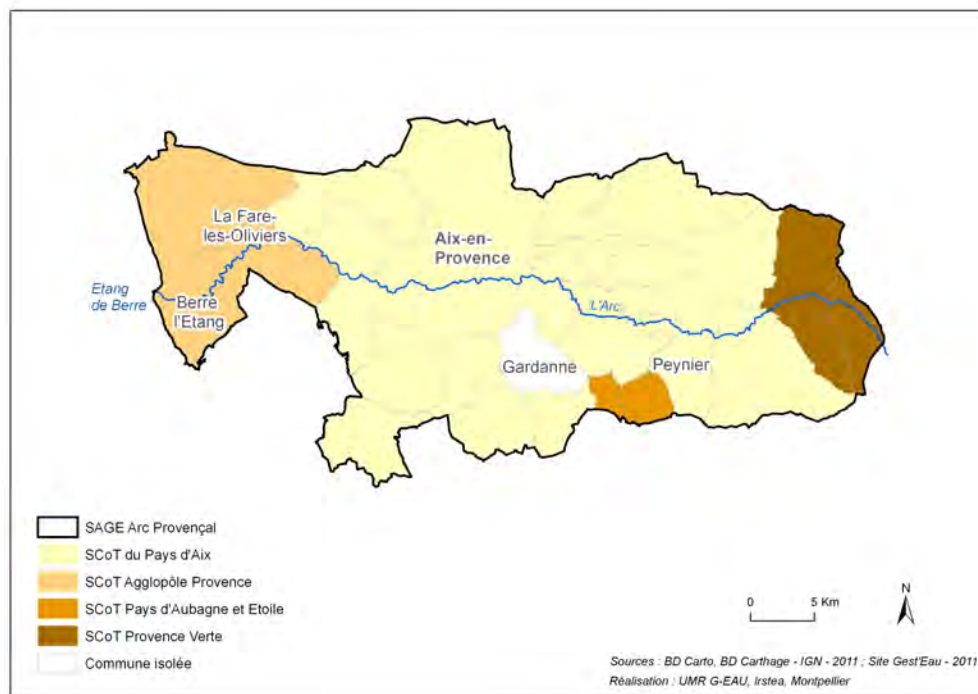 La Fare-
les-Oliviers
Aix-en-
Provence
Etang
de Berre
Berre
l'Etang
L'Arc
Gardanne
Peynier
SAGE Arc Provençal
SCoT du Pays d'Aix
SCoT Agglopôle Provence
SCoT Pays d'Aubagne et Etoile
SCoT Provence Verte
Commune isolée
0 5 Km
N
Sources : BD Carto, BD Carthage - IGN - 2011 ; Site Gest'Eau - 2011
Réalisation : UMR G-EAU, Irstea, Montpellier